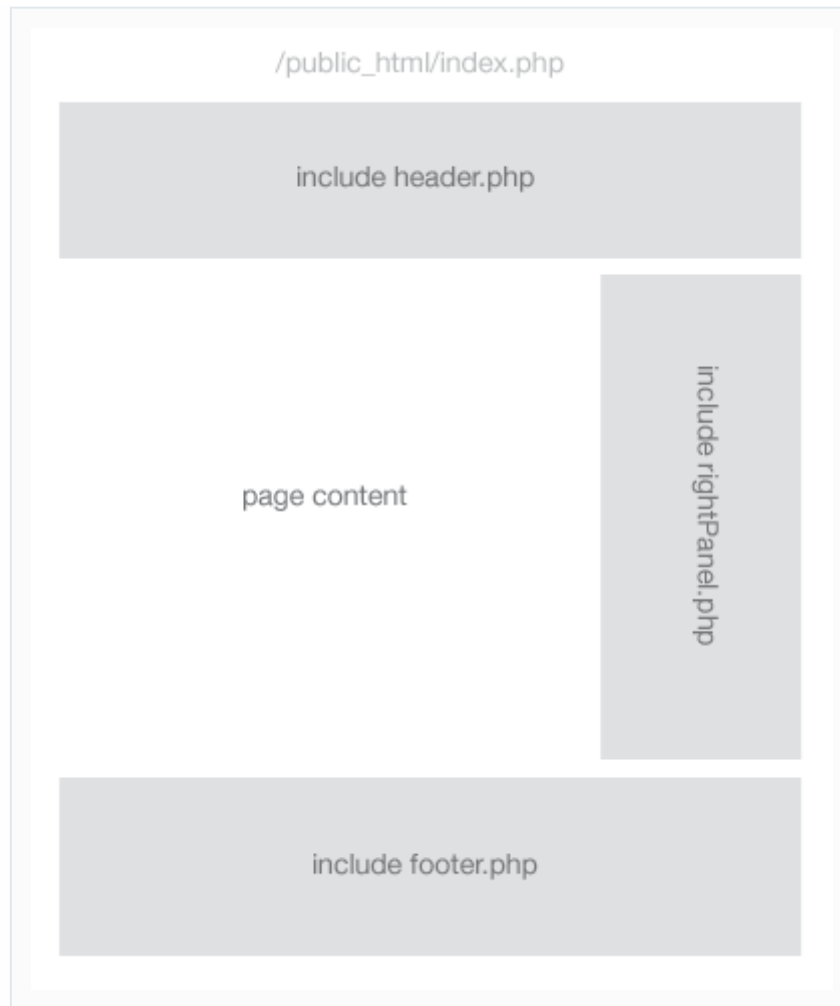 /public_html/index.php
include header.php
page content
include rightPanel.php
include footer.php